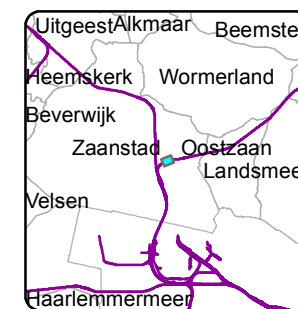 Uitgeest Alkmaar
Beemste
Heemskerk Wormerland
Beverwijk
Zaanstad Oostzaan
Landsmee
Velsen
Haarlemmermeer